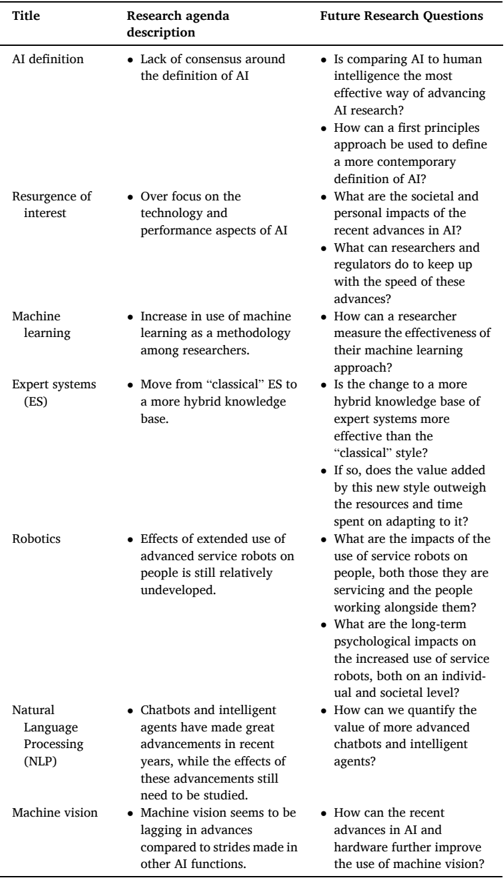 Title
Research agenda
description
Future Research Questions
AI definition
• Lack of consensus around
the definition of AI
• Is comparing AI to human
intelligence the most
effective way of advancing
AI research?
• How can a first principles
approach be used to define
a more contemporary
definition of AI?
Resurgence of
interest
• Over focus on the
technology and
performance aspects of AI
• What are the societal and
personal impacts of the
recent advances in AI?
• What can researchers and
regulators do to keep up
with the speed of these
advances?
Machine
learning
• Increase in use of machine
learning as a methodology
among researchers.
• How can a researcher
measure the effectiveness of
their machine learning
approach?
Expert systems
(ES)
• Move from “classical” ES to
a more hybrid knowledge
base.
• Is the change to a more
hybrid knowledge base of
expert systems more
effective than the
“classical” style?
• If so, does the value added
by this new style outweigh
the resources and time
spent on adapting to it?
Robotics
• Effects of extended use of
advanced service robots on
people is still relatively
undeveloped.
• What are the impacts of the
use of service robots on
people, both those they are
servicing and the people
working alongside them?
• What are the long-term
psychological impacts on
the increased use of service
robots, both on an individ-
ual and societal level?
Natural
Language
Processing
(NLP)
• Chatbots and intelligent
agents have made great
advancements in recent
years, while the effects of
these advancements still
need to be studied.
• How can we quantify the
value of more advanced
chatbots and intelligent
agents?
Machine vision
• Machine vision seems to be
lagging in advances
compared to strides made in
other AI functions.
• How can the recent
advances in AI and
hardware further improve
the use of machine vision?